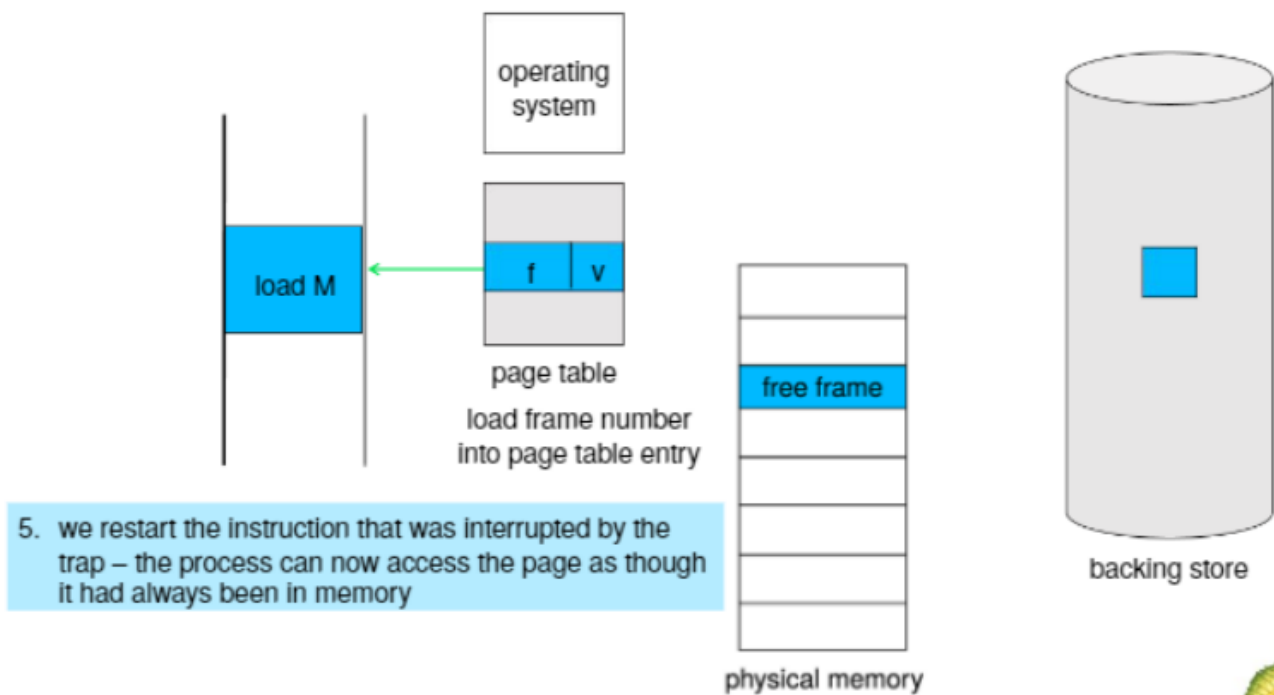 operating
system
load M
f
v
page table
load frame number
into page table entry
free frame
5. we restart the instruction that was interrupted by the
trap – the process can now access the page as though
it had always been in memory
physical memory
backing store